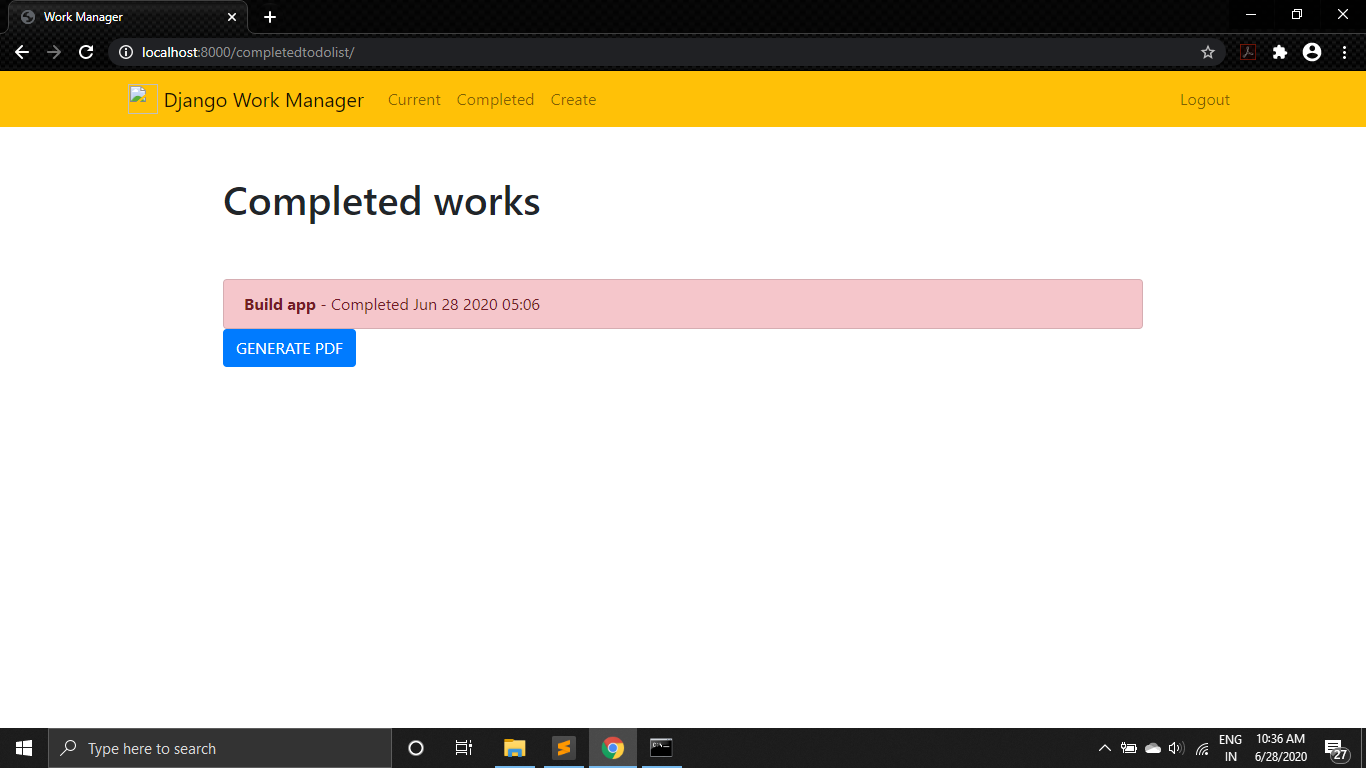 Work Manager
localhost:8000/completedtodolist/
Django Work Manager Current Completed Create Logout
Completed works
Build app - Completed Jun 28 2020 05:06
GENERATE PDF
Type here to search
ENG
IN
10:36 AM
6/28/2020
27